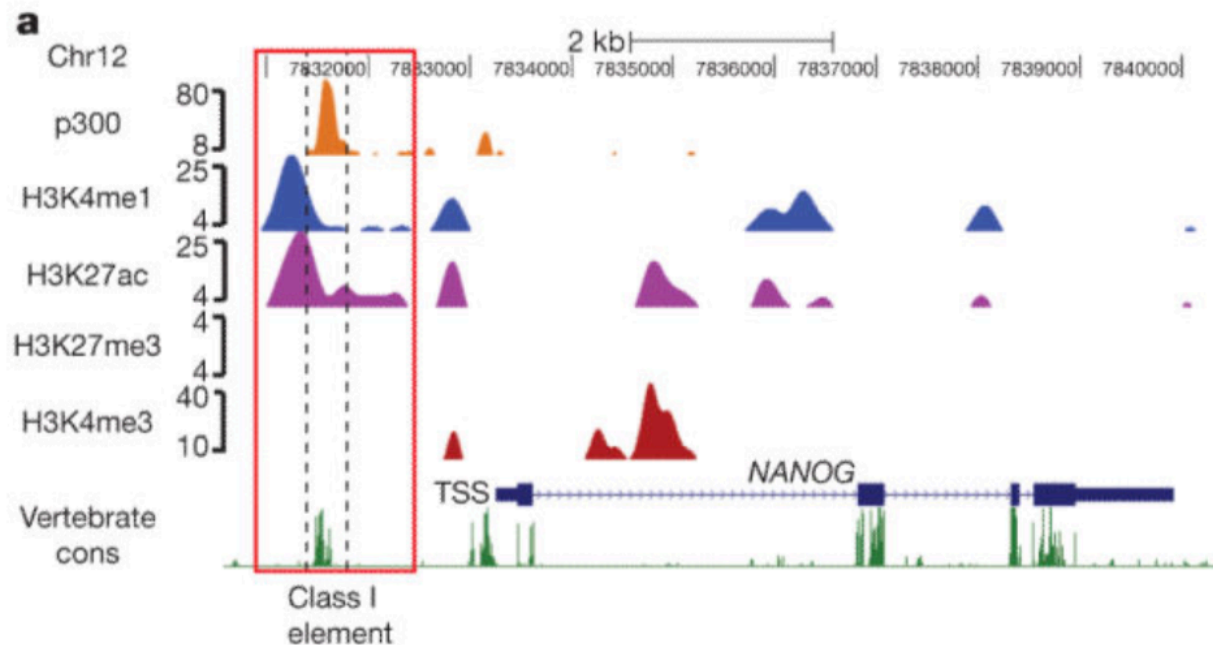 a
Chr12
2 kb
7832000 7833000 7834000 7835000 7836000 7837000 7838000 7839000 7840000
p300
80
8
H3K4me1
25
4
H3K27ac
25
4
H3K27me3
4
4
H3K4me3
40
10
TSS
NANOG
Vertebrate
cons
Class I
element